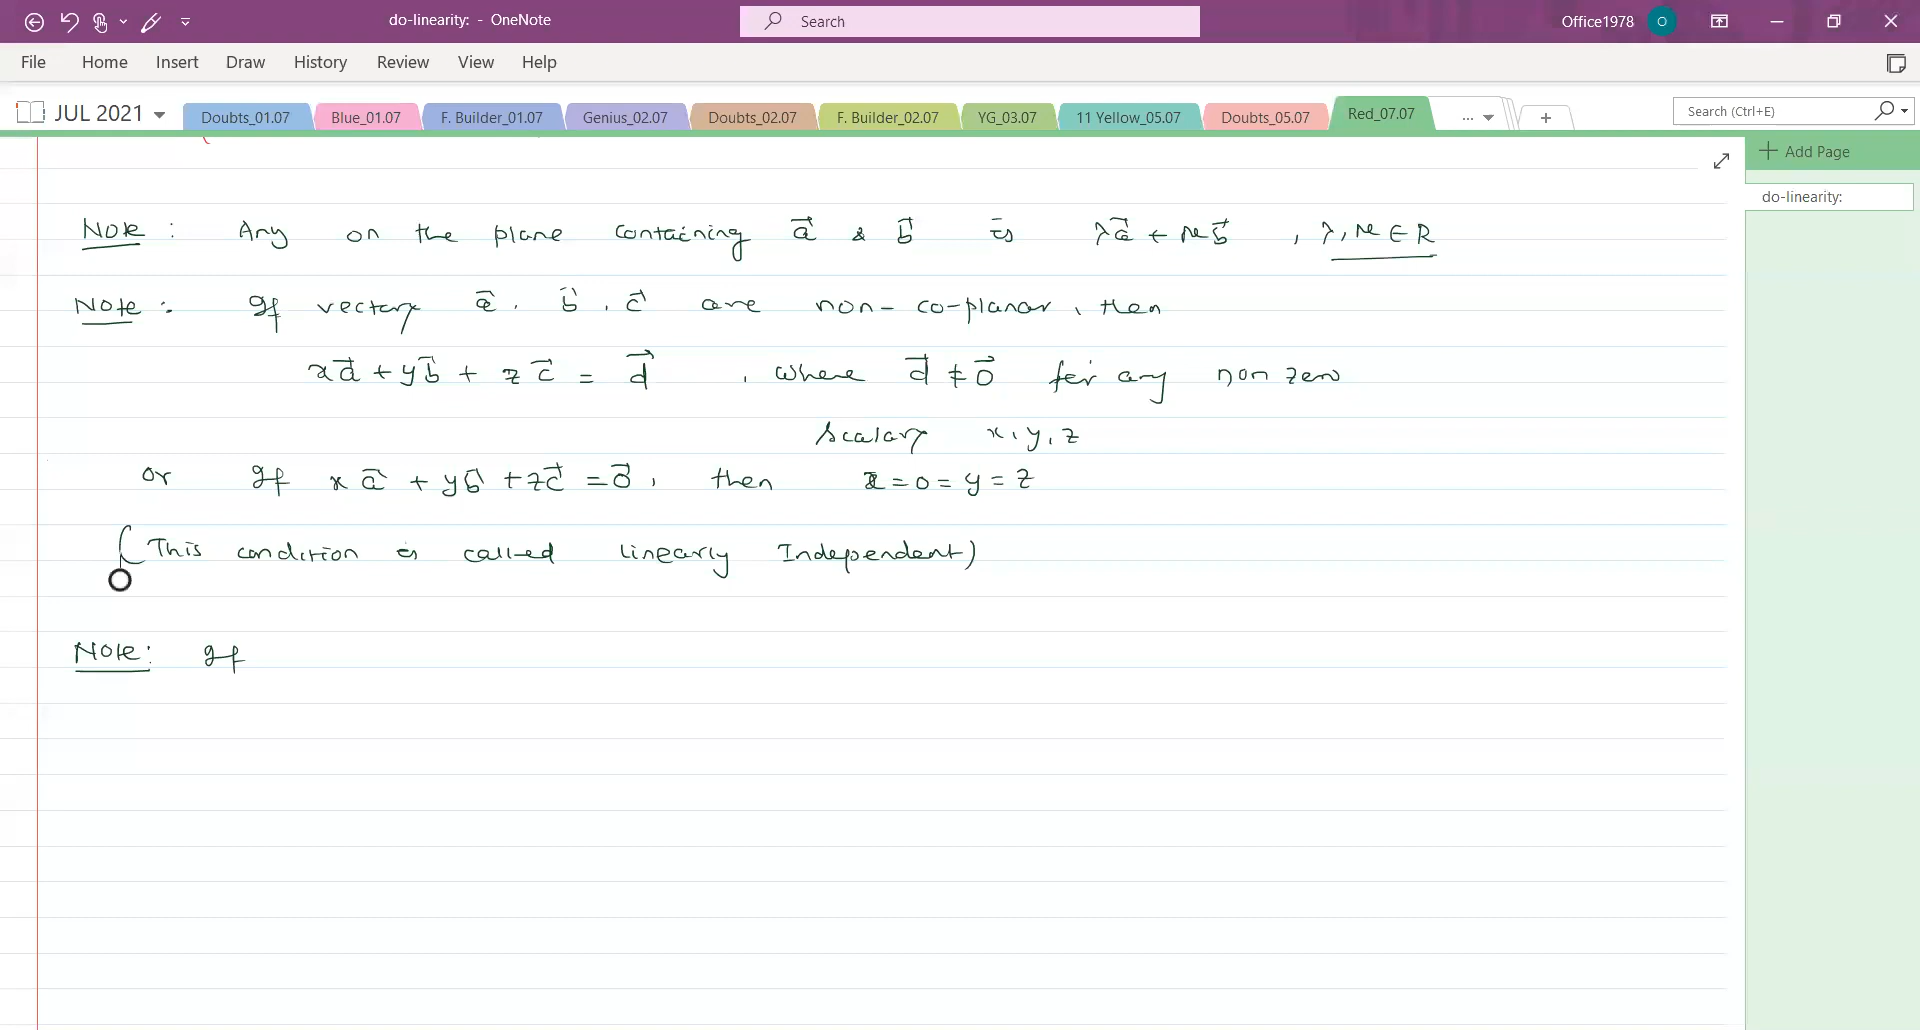 do-linearity: - OneNote
Search
Office1978
O
File Home Insert Draw History Review View Help
JUL 2021
Doubts_01.07 Blue_01.07 F. Builder_01.07 Genius_02.07 Doubts_02.07 F. Builder_02.07 YG_03.07 11 Yellow_05.07 Doubts_05.07 Red_07.07 ... +
Search (Ctrl+E)
Add Page
do-linearity:
Note : Any on the plane containing a⃗ & b⃗ is λa⃗ + μb⃗ , λ, μ ∈ R
Note : If vectors a⃗ , b⃗ , c⃗ are non-co-planar, then
xa⃗ + yb⃗ + zc⃗ = d⃗ , where d⃗ ≠ 0⃗ for any non zero
scalars x, y, z
or If xa⃗ + yb⃗ + zc⃗ = 0⃗ , then x = 0 = y = z
(This condition is called linearly Independent)
Note: If